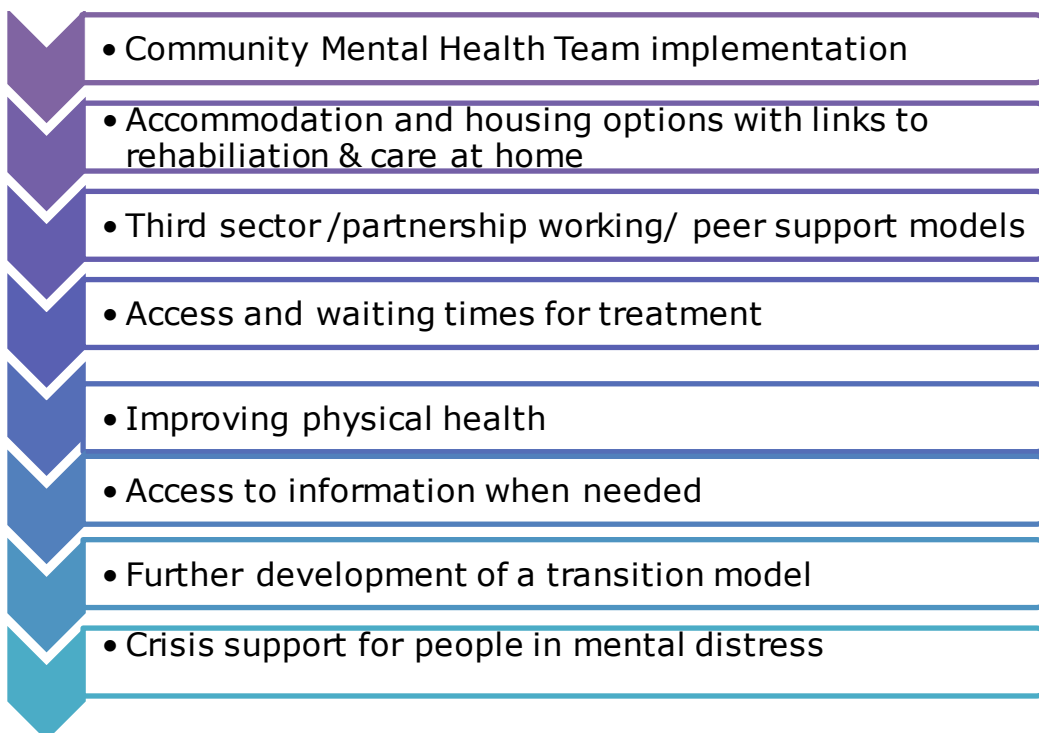 • Community Mental Health Team implementation
• Accommodation and housing options with links to
rehabiliation & care at home
• Third sector /partnership working/ peer support models
• Access and waiting times for treatment
• Improving physical health
• Access to information when needed
• Further development of a transition model
• Crisis support for people in mental distress